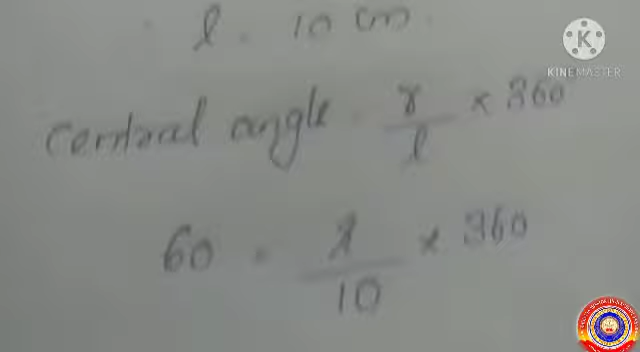 l = 10 cm.
KINEMASTER
central angle = r/l × 360
60 = r/10 × 360